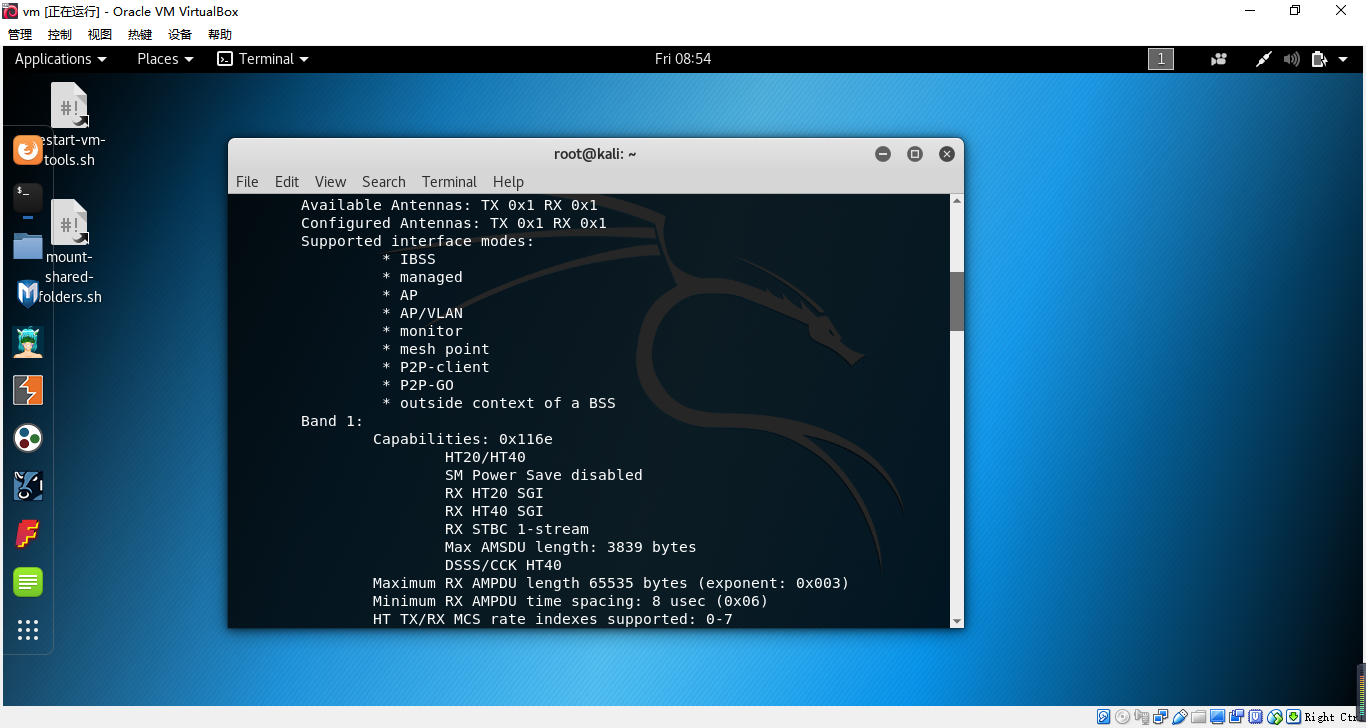 vm [正在运行] - Oracle VM VirtualBox
管理 控制 视图 热键 设备 帮助
Applications Places Terminal Fri 08:54 1
#!
estart-vm-
tools.sh
#!
mount-
shared-
folders.sh
root@kali: ~
File Edit View Search Terminal Help
Available Antennas: TX 0x1 RX 0x1
Configured Antennas: TX 0x1 RX 0x1
Supported interface modes:
* IBSS
* managed
* AP
* AP/VLAN
* monitor
* mesh point
* P2P-client
* P2P-GO
* outside context of a BSS
Band 1:
Capabilities: 0x116e
HT20/HT40
SM Power Save disabled
RX HT20 SGI
RX HT40 SGI
RX STBC 1-stream
Max AMSDU length: 3839 bytes
DSSS/CCK HT40
Maximum RX AMPDU length 65535 bytes (exponent: 0x003)
Minimum RX AMPDU time spacing: 8 usec (0x06)
HT TX/RX MCS rate indexes supported: 0-7
Right